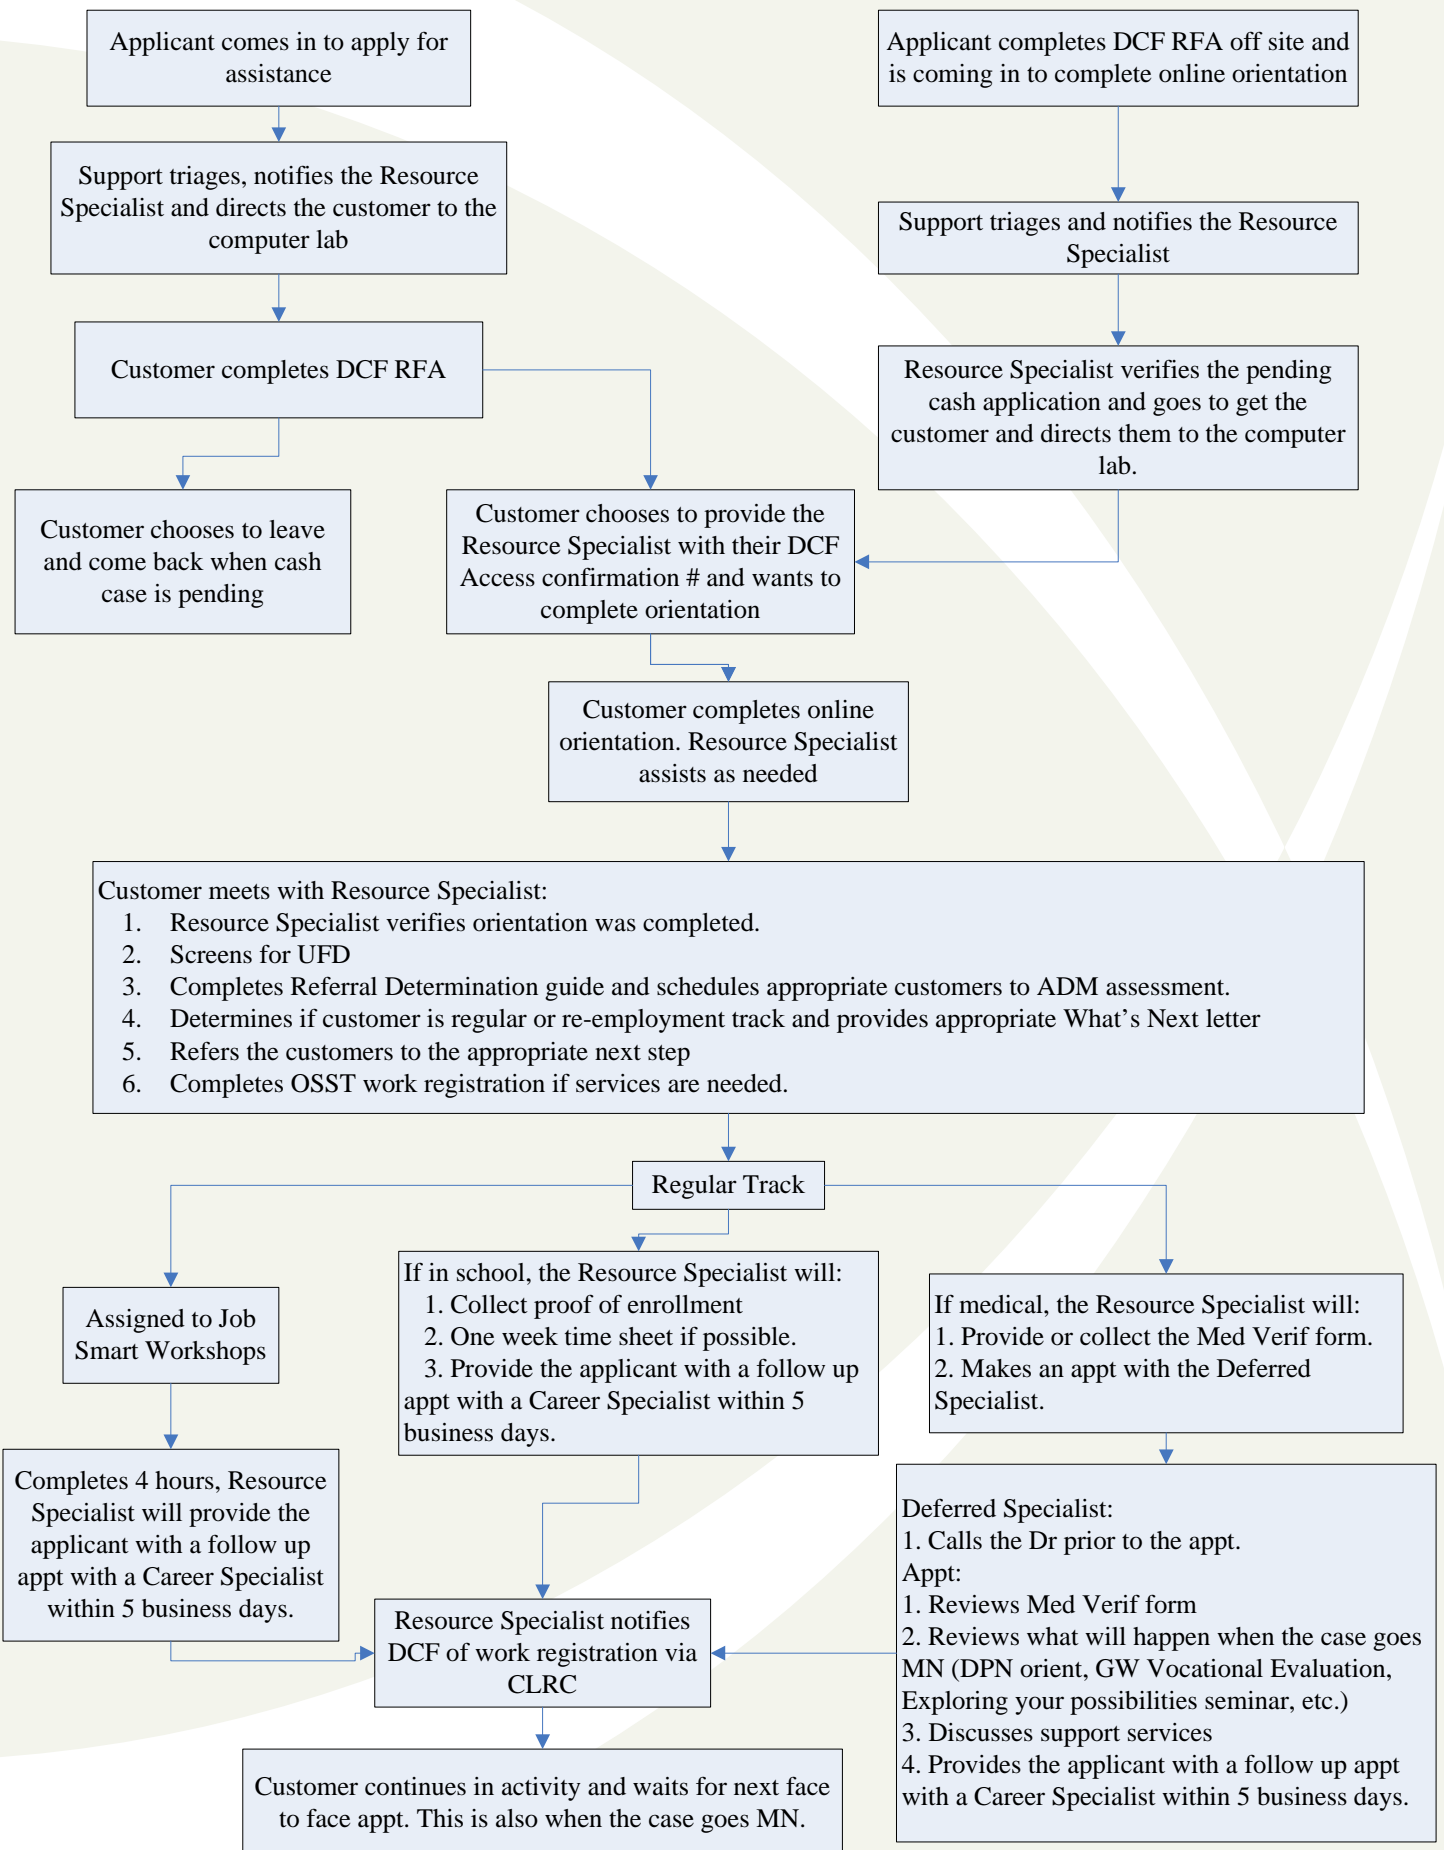 Applicant comes in to apply for
assistance
Applicant completes DCF RFA off site and
is coming in to complete online orientation
Support triages, notifies the Resource
Specialist and directs the customer to the
computer lab
Support triages and notifies the Resource
Specialist
Customer completes DCF RFA
Resource Specialist verifies the pending
cash application and goes to get the
customer and directs them to the computer
lab.
Customer chooses to leave
and come back when cash
case is pending
Customer chooses to provide the
Resource Specialist with their DCF
Access confirmation # and wants to
complete orientation
Customer completes online
orientation. Resource Specialist
assists as needed
Customer meets with Resource Specialist:
1. Resource Specialist verifies orientation was completed.
2. Screens for UFD
3. Completes Referral Determination guide and schedules appropriate customers to ADM assessment.
4. Determines if customer is regular or re-employment track and provides appropriate What's Next letter
5. Refers the customers to the appropriate next step
6. Completes OSST work registration if services are needed.
Regular Track
Assigned to Job
Smart Workshops
If in school, the Resource Specialist will:
1. Collect proof of enrollment
2. One week time sheet if possible.
3. Provide the applicant with a follow up
appt with a Career Specialist within 5
business days.
If medical, the Resource Specialist will:
1. Provide or collect the Med Verif form.
2. Makes an appt with the Deferred
Specialist.
Completes 4 hours, Resource
Specialist will provide the
applicant with a follow up
appt with a Career Specialist
within 5 business days.
Deferred Specialist:
1. Calls the Dr prior to the appt.
Appt:
1. Reviews Med Verif form
2. Reviews what will happen when the case goes
MN (DPN orient, GW Vocational Evaluation,
Exploring your possibilities seminar, etc.)
3. Discusses support services
4. Provides the applicant with a follow up appt
with a Career Specialist within 5 business days.
Resource Specialist notifies
DCF of work registration via
CLRC
Customer continues in activity and waits for next face
to face appt. This is also when the case goes MN.